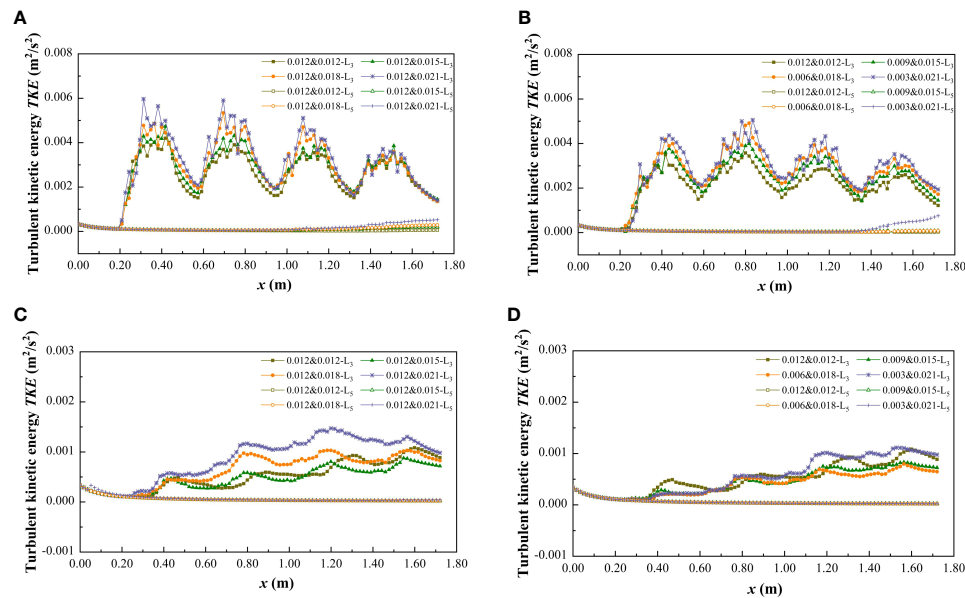 A
Turbulent kinetic energy TKE (m²/s²)
0.008
0.006
0.004
0.002
0.000
0.012&0.012-L₃
0.012&0.015-L₃
0.012&0.018-L₃
0.012&0.021-L₃
0.012&0.012-L₅
0.012&0.015-L₅
0.012&0.018-L₅
0.012&0.021-L₅
0.00 0.20 0.40 0.60 0.80 1.00 1.20 1.40 1.60 1.80
x (m)
B
Turbulent kinetic energy TKE (m²/s²)
0.008
0.006
0.004
0.002
0.000
0.012&0.012-L₃
0.009&0.015-L₃
0.006&0.018-L₃
0.003&0.021-L₃
0.012&0.012-L₅
0.009&0.015-L₅
0.006&0.018-L₅
0.003&0.021-L₅
0.00 0.20 0.40 0.60 0.80 1.00 1.20 1.40 1.60 1.80
x (m)
C
Turbulent kinetic energy TKE (m²/s²)
0.003
0.002
0.001
0.000
-0.001
0.012&0.012-L₃
0.012&0.015-L₃
0.012&0.018-L₃
0.012&0.021-L₃
0.012&0.012-L₅
0.012&0.015-L₅
0.012&0.018-L₅
0.012&0.021-L₅
0.00 0.20 0.40 0.60 0.80 1.00 1.20 1.40 1.60 1.80
x (m)
D
Turbulent kinetic energy TKE (m²/s²)
0.003
0.002
0.001
0.000
-0.001
0.012&0.012-L₃
0.009&0.015-L₃
0.006&0.018-L₃
0.003&0.021-L₃
0.012&0.012-L₅
0.009&0.015-L₅
0.006&0.018-L₅
0.003&0.021-L₅
0.00 0.20 0.40 0.60 0.80 1.00 1.20 1.40 1.60 1.80
x (m)